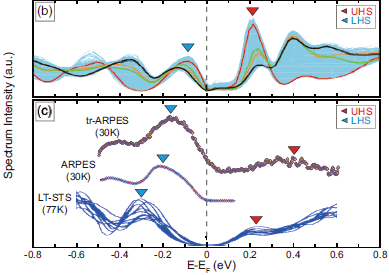 (b)
UHS
LHS
Spectrum Intensity (a.u.)
(c)
UHS
LHS
tr-ARPES
(30K)
ARPES
(30K)
LT-STS
(77K)
-0.8 -0.6 -0.4 -0.2 0 0.2 0.4 0.6 0.8
E-EF (eV)